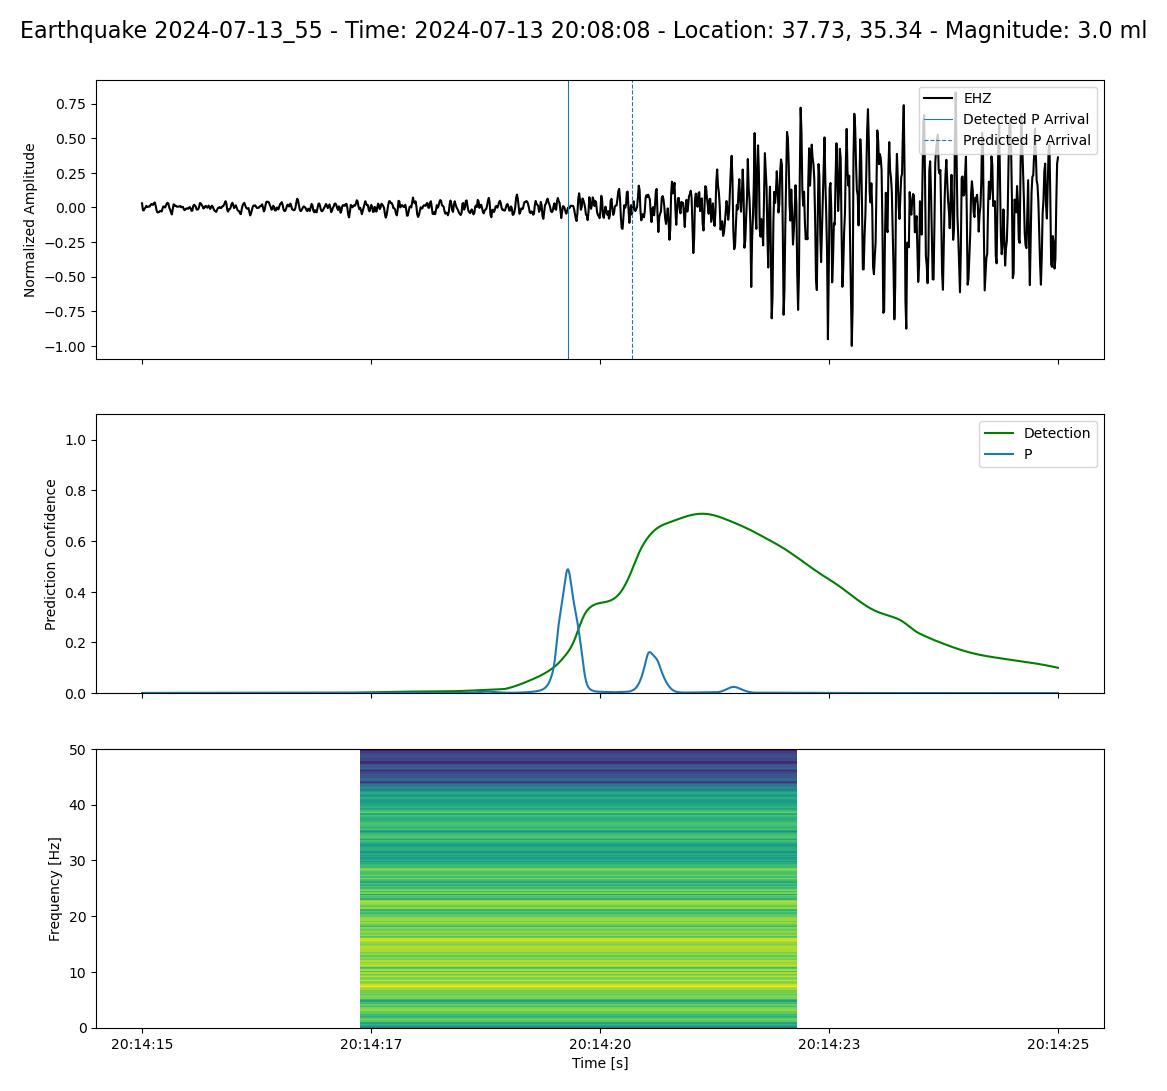 Earthquake 2024-07-13_55 - Time: 2024-07-13 20:08:08 - Location: 37.73, 35.34 - Magnitude: 3.0 ml
Normalized Amplitude
0.75
0.50
0.25
0.00
−0.25
−0.50
−0.75
−1.00
EHZ
Detected P Arrival
Predicted P Arrival
Prediction Confidence
1.0
0.8
0.6
0.4
0.2
0.0
Detection
P
Frequency [Hz]
50
40
30
20
10
0
20:14:15 20:14:17 20:14:20 20:14:23 20:14:25
Time [s]